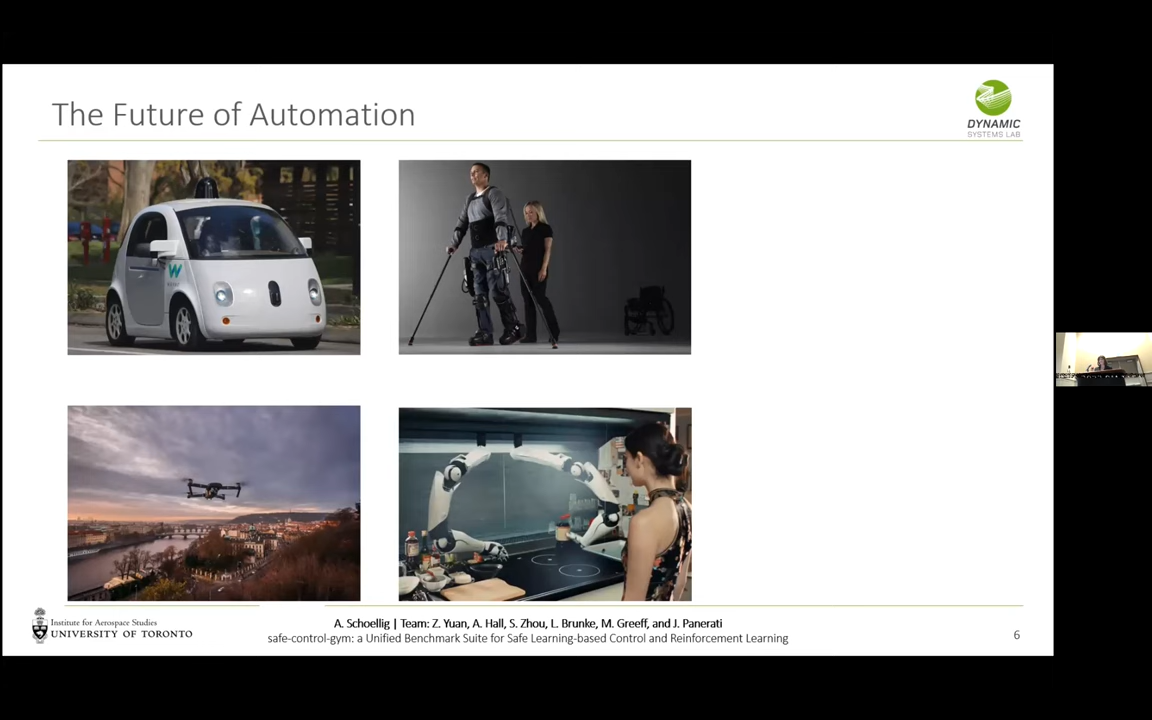 The Future of Automation
DYNAMIC
SYSTEMS LAB
W
Institute for Aerospace Studies
UNIVERSITY OF TORONTO
A. Schoellig | Team: Z. Yuan, A. Hall, S. Zhou, L. Brunke, M. Greeff, and J. Panerati
safe-control-gym: a Unified Benchmark Suite for Safe Learning-based Control and Reinforcement Learning
6